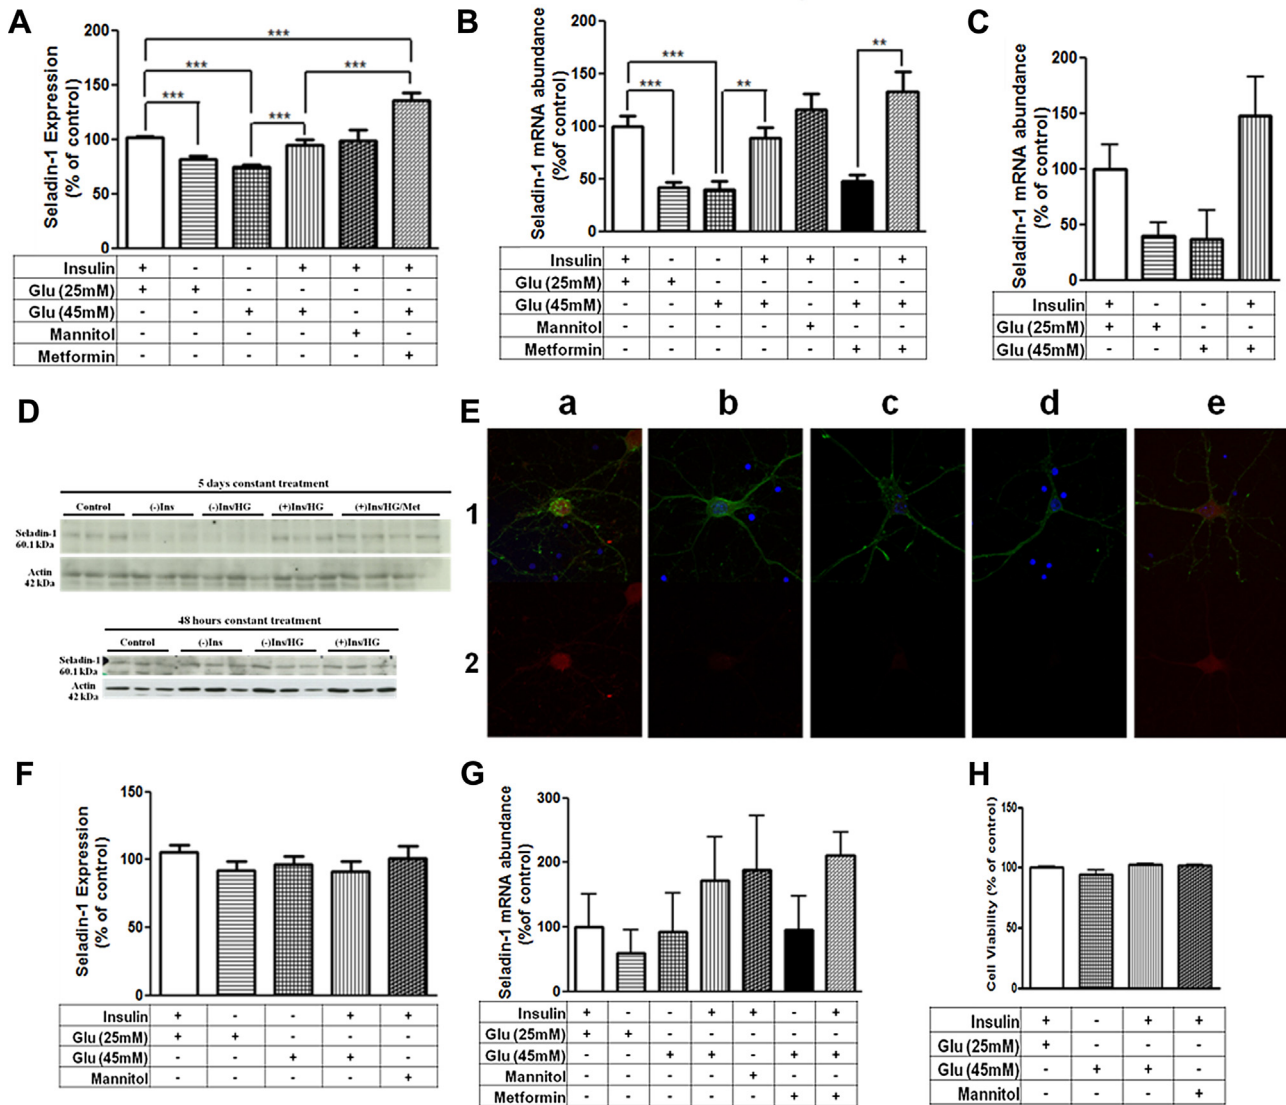 A
Seladin-1 Expression
(% of control)
200
150
100
50
0
***
***
***
***
***
Insulin + - - + + +
Glu (25mM) + + - - - -
Glu (45mM) - - + + - +
Mannitol - - - - + -
Metformin - - - - - +
B
Seladin-1 mRNA abundance
(%of control)
200
150
100
50
0
***
***
**
**
Insulin + - - + + - +
Glu (25mM) + + - - - - -
Glu (45mM) - - + + - + +
Mannitol - - - - + - -
Metformin - - - - - + +
C
Seladin-1 mRNA abundance
(% of control)
200
150
100
50
0
Insulin + - - +
Glu (25mM) + + - -
Glu (45mM) - - + +
D
5 days constant treatment
Control (-)Ins (-)Ins/HG (+)Ins/HG (+)Ins/HG/Met
Seladin-1
60.1 kDa
Actin
42 kDa
48 hours constant treatment
Control (-)Ins (-)Ins/HG (+)Ins/HG
Seladin-1
60.1 kDa
Actin
42 kDa
E
a b c d e
1
2
F
Seladin-1 Expression
(% of control)
150
100
50
0
Insulin + - - + +
Glu (25mM) + + - - -
Glu (45mM) - - + + -
Mannitol - - - - +
G
Seladin-1 mRNA abundance
(%of control)
300
200
100
0
Insulin + - - + + - +
Glu (25mM) + + - - - - -
Glu (45mM) - - + + - + +
Mannitol - - - - + - -
Metformin - - - - - + +
H
Cell Viability (% of control)
150
100
50
0
Insulin + - + +
Glu (25mM) + - - -
Glu (45mM) - + + -
Mannitol - - - +